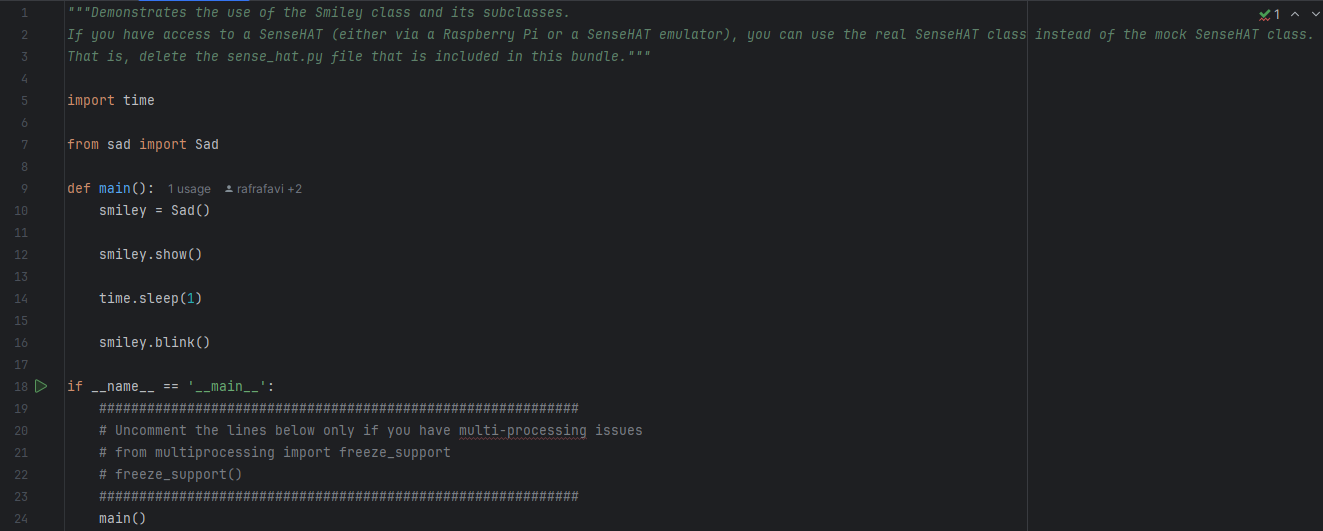 1 """Demonstrates the use of the Smiley class and its subclasses. 1
2 If you have access to a SenseHAT (either via a Raspberry Pi or a SenseHAT emulator), you can use the real SenseHAT class instead of the mock SenseHAT class.
3 That is, delete the sense_hat.py file that is included in this bundle."""
4
5 import time
6
7 from sad import Sad
8
9 def main(): 1 usage rafrafavi +2
10 smiley = Sad()
11
12 smiley.show()
13
14 time.sleep(1)
15
16 smiley.blink()
17
18 if __name__ == '__main__':
19 ############################################################
20 # Uncomment the lines below only if you have multi-processing issues
21 # from multiprocessing import freeze_support
22 # freeze_support()
23 ############################################################
24 main()